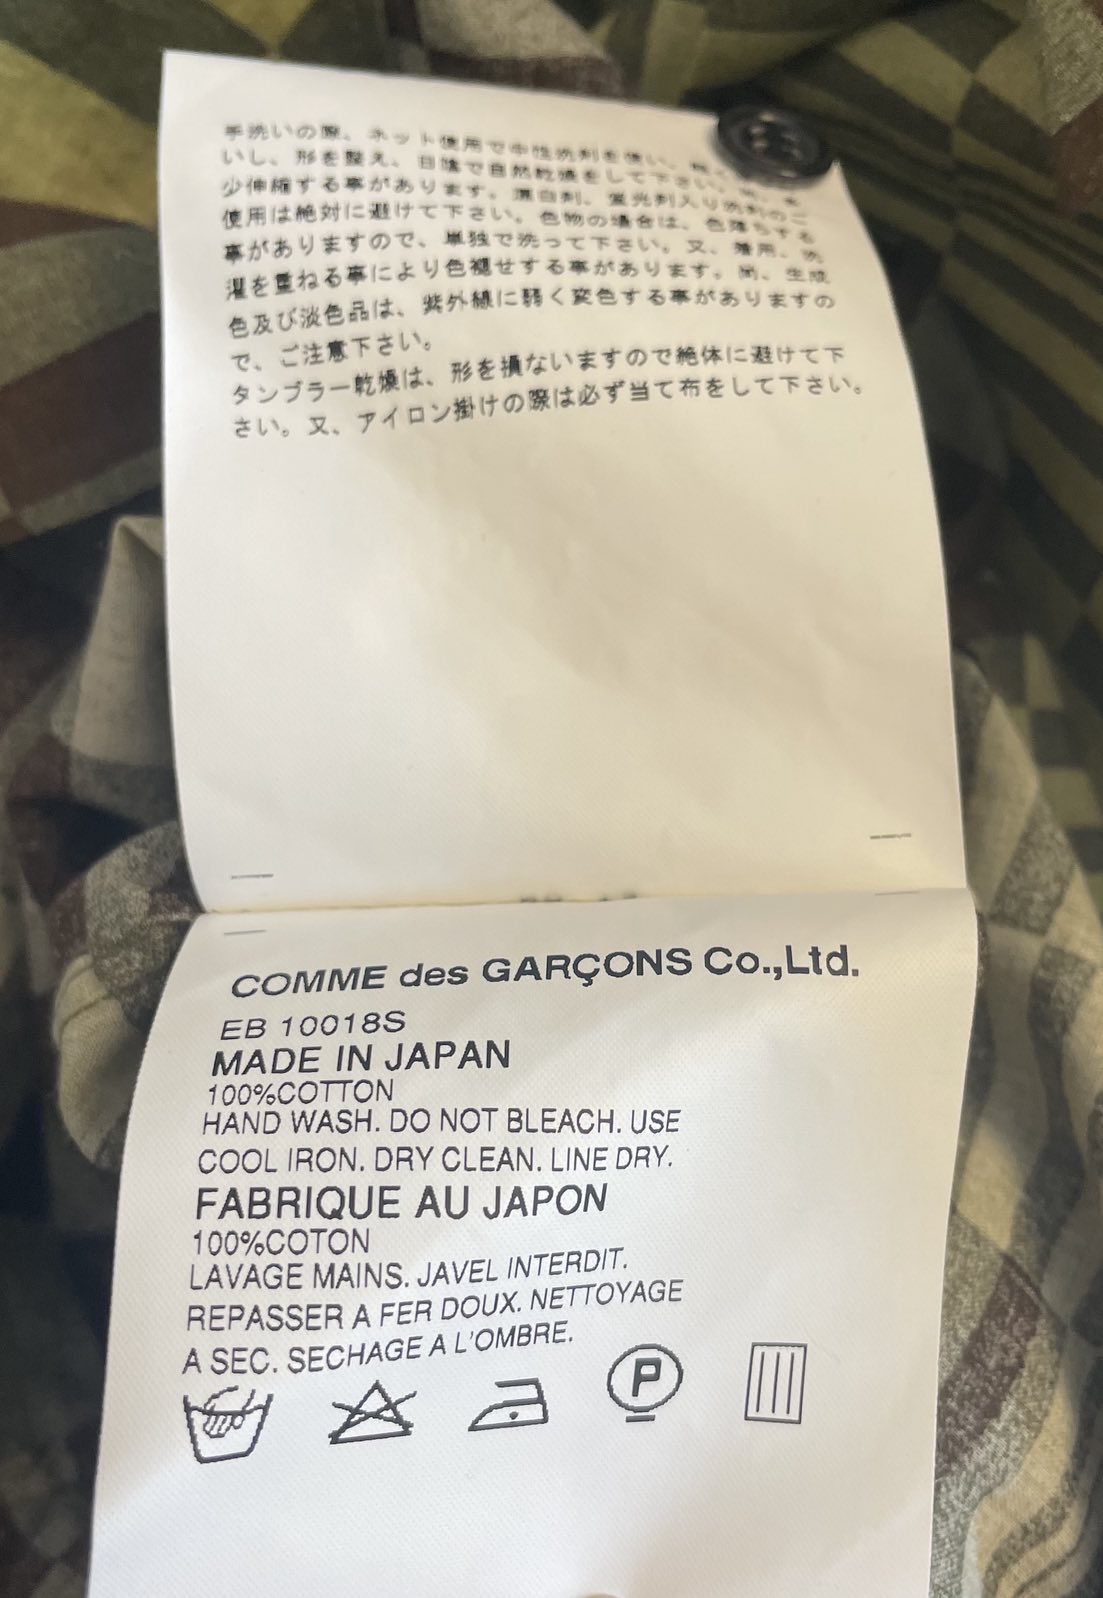 手洗いの際、ネット使用で中性洗剤を使い、軽く
いし、形を整え、日陰で自然乾燥をして下さい。尚、多
少伸縮する事があります。漂白剤、蛍光剤入り洗剤のご
使用は絶対に避けて下さい。色物の場合は、色落ちする
事がありますので、単独で洗って下さい。又、着用、洗
濯を重ねる事により色褪せする事があります。尚、生成
色及び淡色品は、紫外線に弱く変色する事がありますの
で、ご注意下さい。
タンブラー乾燥は、形を損ないますので絶体に避けて下
さい。又、アイロン掛けの際は必ず当て布をして下さい。
COMME des GARÇONS Co.,Ltd.
EB 10018S
MADE IN JAPAN
100%COTTON
HAND WASH. DO NOT BLEACH. USE
COOL IRON. DRY CLEAN. LINE DRY.
FABRIQUE AU JAPON
100%COTON
LAVAGE MAINS. JAVEL INTERDIT.
REPASSER A FER DOUX. NETTOYAGE
A SEC. SECHAGE A L'OMBRE.
P